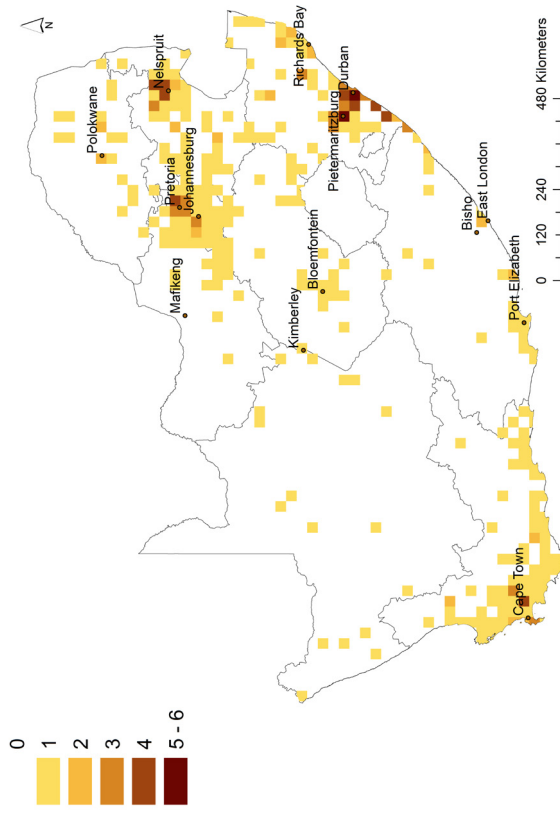 N
0
1
2
3
4
5 - 6
Polokwane
Nelspruit
Pretoria
Johannesburg
Mafikeng
Richards Bay
Kimberley
Bloemfontein
Pietermaritzburg
Durban
Bisho
East London
Port Elizabeth
Cape Town
0 120 240 480 Kilometers